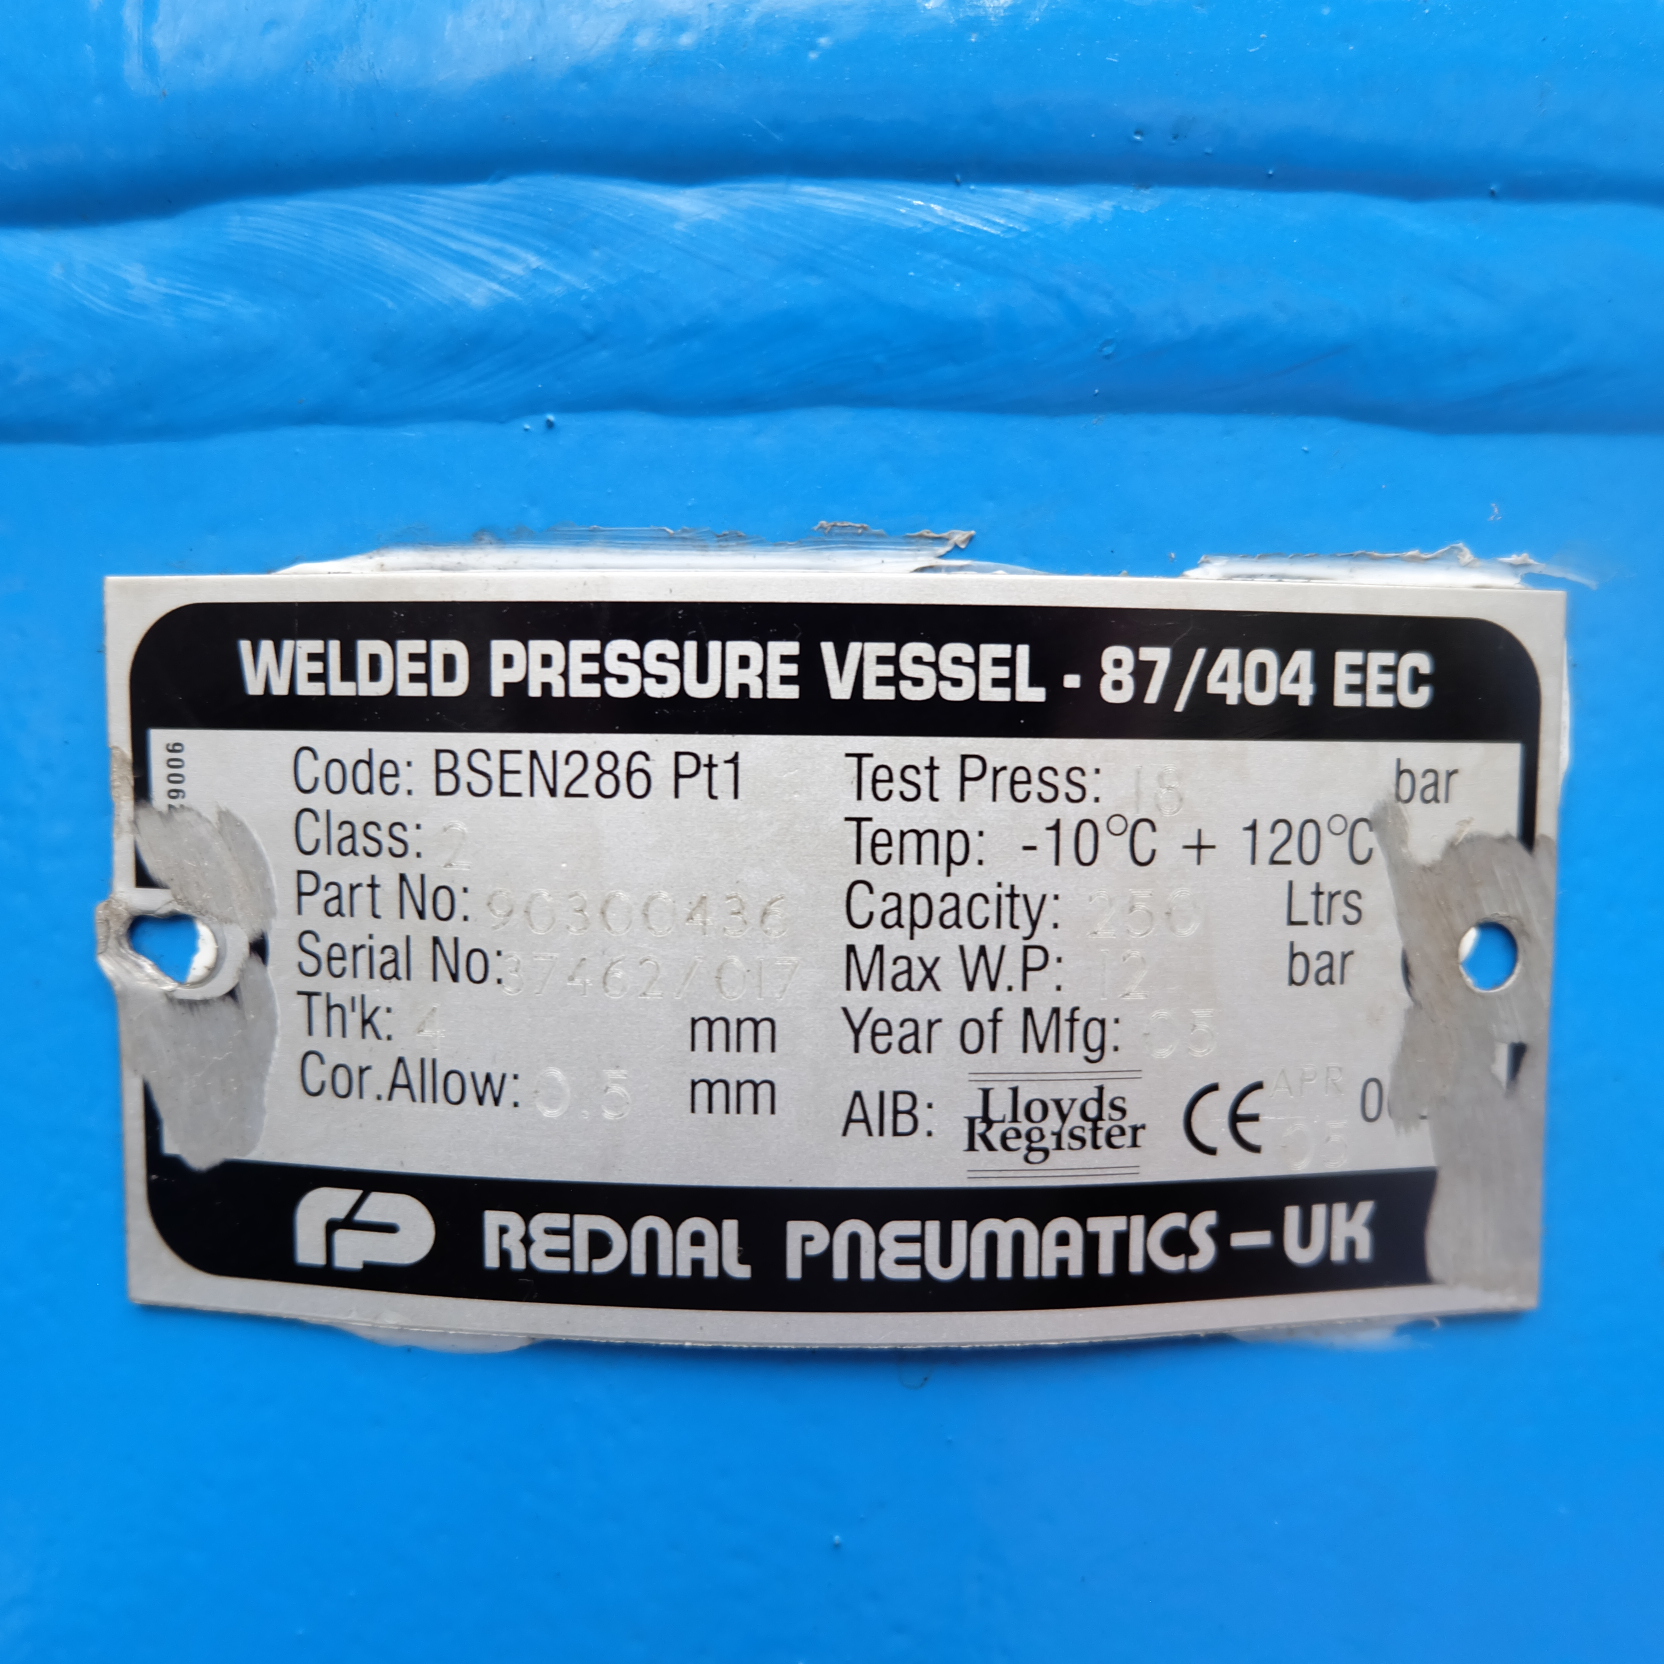 WELDED PRESSURE VESSEL - 87/404 EEC
Code: BSEN286 Pt1
Class: 2
Part No: 90300436
Serial No: 37462/017
Th'k: 4 mm
Cor.Allow: 0.5 mm
Test Press: 18 bar
Temp: -10°C + 120°C
Capacity: 250 Ltrs
Max W.P: 12 bar
Year of Mfg: 05
AIB: Lloyds Register CE APR 05
REDNAL PNEUMATICS-UK